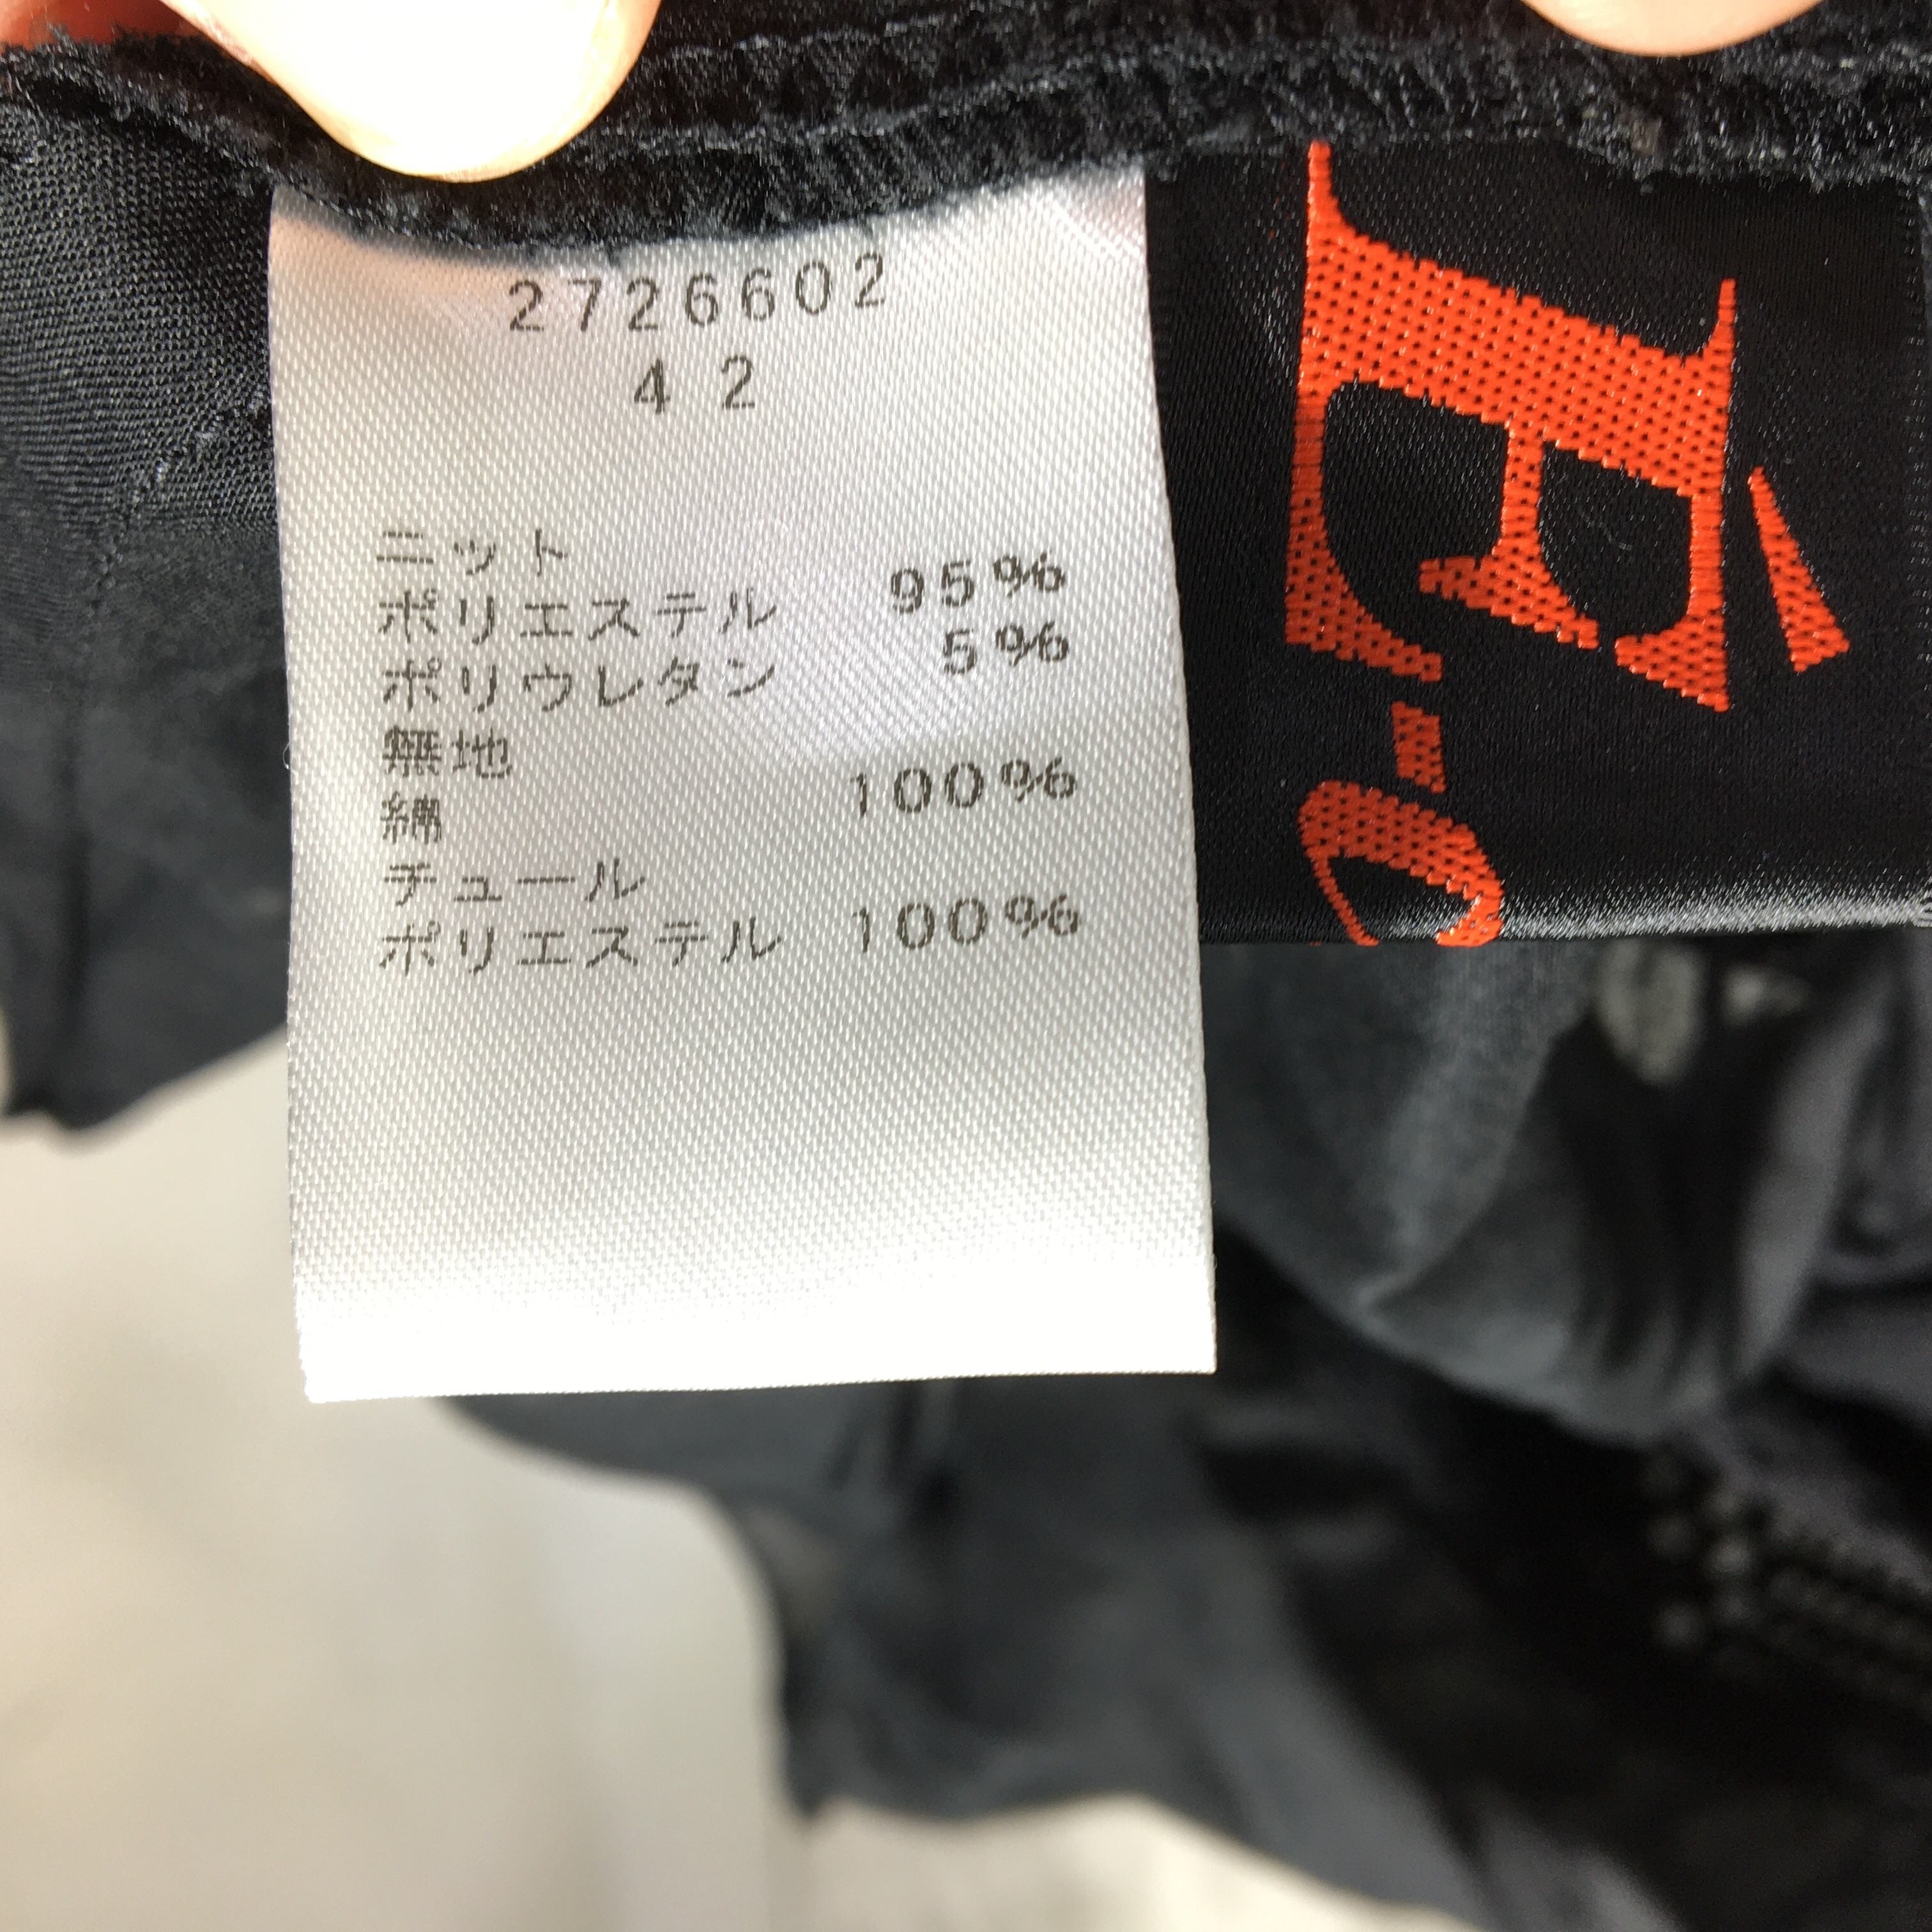 2726602
42
ニット
ポリエステル 95%
ポリウレタン 5%
無地
綿 100%
チュール
ポリエステル 100%